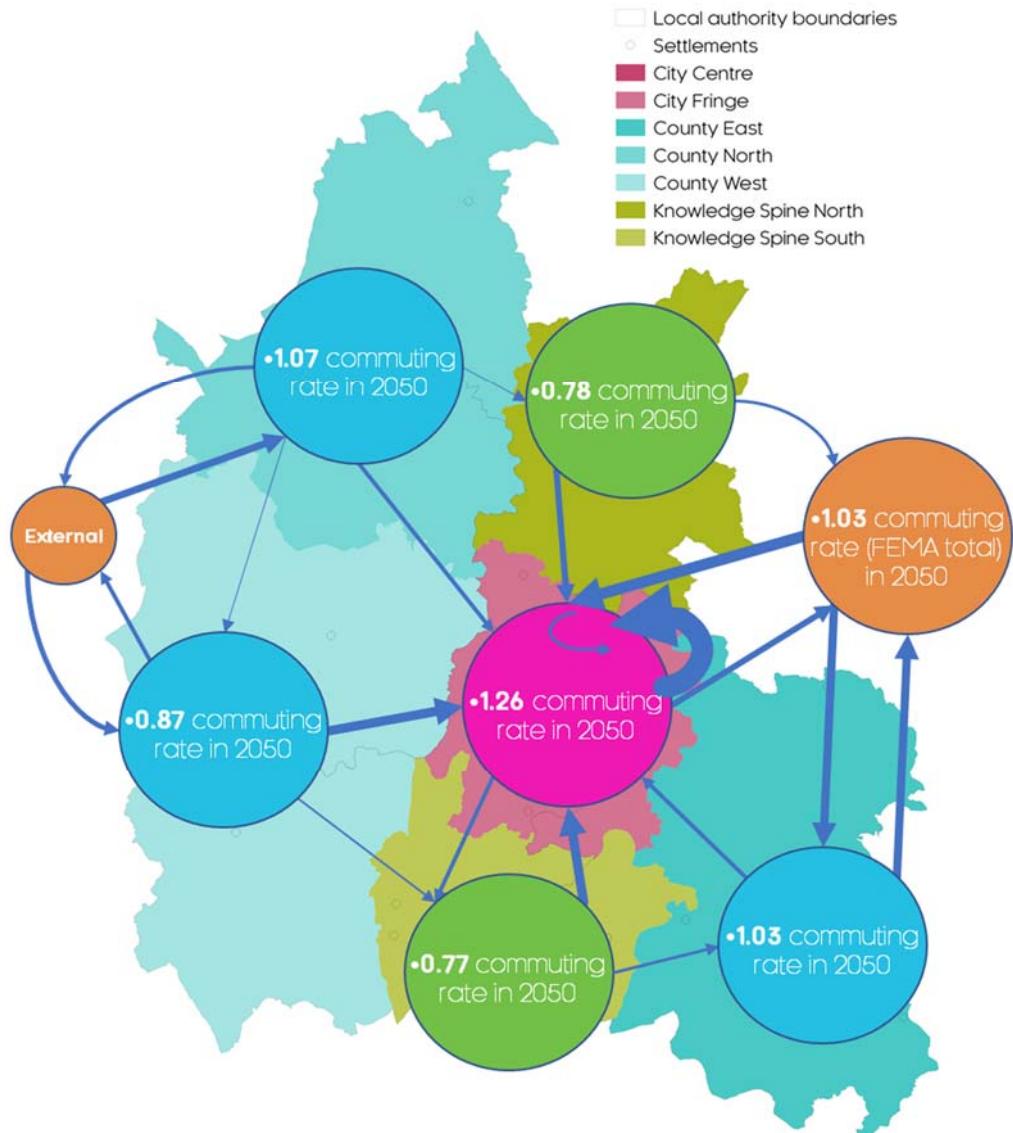 Local authority boundaries
Settlements
City Centre
City Fringe
County East
County North
County West
Knowledge Spine North
Knowledge Spine South
•1.07 commuting
rate in 2050
•0.78 commuting
rate in 2050
External
•1.03 commuting
rate (FEMA total)
in 2050
•0.87 commuting
rate in 2050
•1.26 commuting
rate in 2050
•0.77 commuting
rate in 2050
•1.03 commuting
rate in 2050